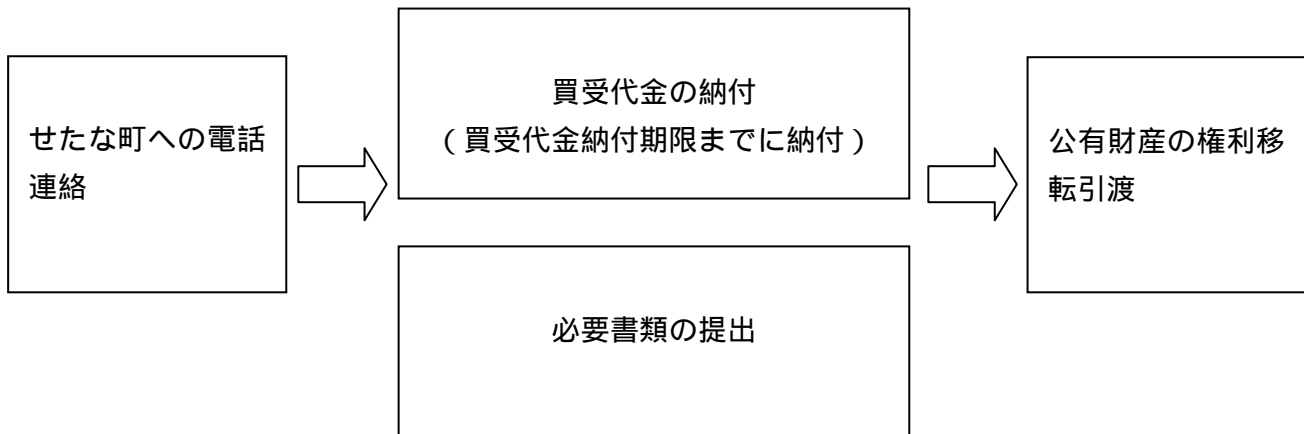 せたな町への電話
連絡
買受代金の納付
（買受代金納付期限までに納付）
必要書類の提出
公有財産の権利移
転引渡